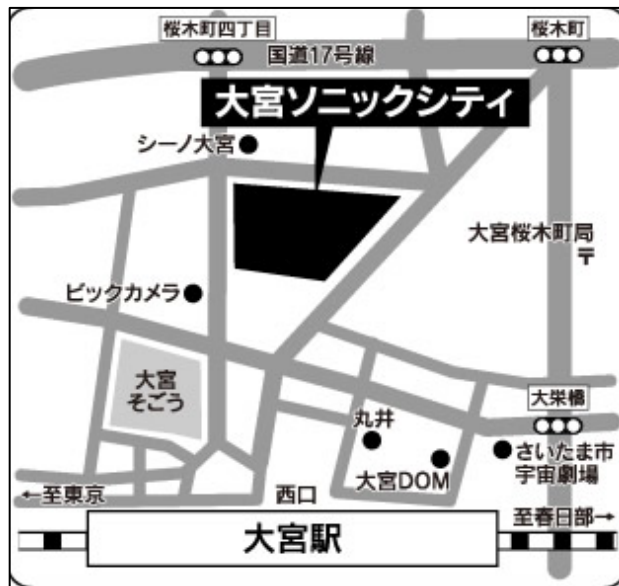 桜木町四丁目
桜木町
国道17号線
大宮ソニックシティ
シーノ大宮
大宮桜木町局
〒
ビックカメラ
大宮
そごう
大栄橋
丸井
さいたま市
宇宙劇場
大宮DOM
←至東京
西口
至春日部→
大宮駅